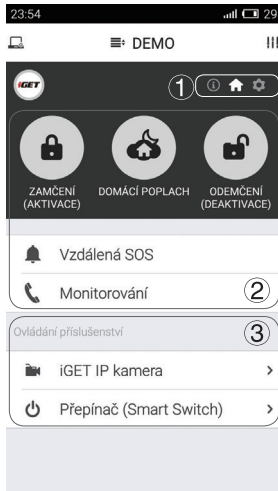 23:54
29
DEMO
iGET
1
ZAMČENÍ
(AKTIVACE)
DOMÁCÍ POPLACH
ODEMČENÍ
(DEAKTIVACE)
Vzdálená SOS
Monitorování
2
Ovládání příslušenství
3
iGET IP kamera
Přepínač (Smart Switch)